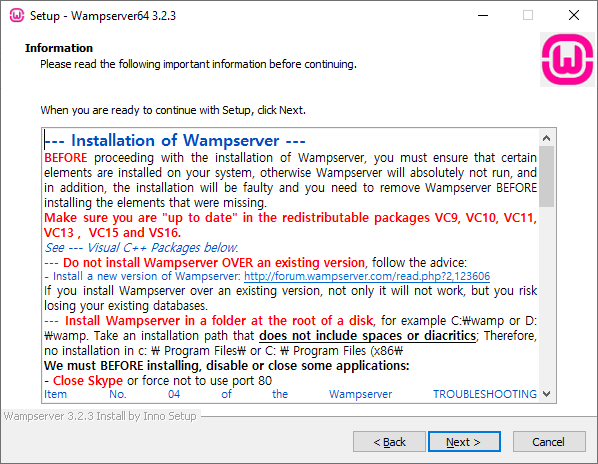 Setup - Wampserver64 3.2.3
Information
Please read the following important information before continuing.
When you are ready to continue with Setup, click Next.
--- Installation of Wampserver ---
BEFORE proceeding with the installation of Wampserver, you must ensure that certain
elements are installed on your system, otherwise Wampserver will absolutely not run, and
in addition, the installation will be faulty and you need to remove Wampserver BEFORE
installing the elements that were missing.
Make sure you are "up to date" in the redistributable packages VC9, VC10, VC11,
VC13 , VC15 and VS16.
See --- Visual C++ Packages below.
--- Do not install Wampserver OVER an existing version, follow the advice:
- Install a new version of Wampserver: http://forum.wampserver.com/read.php?2,123606
If you install Wampserver over an existing version, not only it will not work, but you risk
losing your existing databases.
--- Install Wampserver in a folder at the root of a disk, for example C:₩wamp or D:
₩wamp. Take an installation path that does not include spaces or diacritics; Therefore,
no installation in c: ₩ Program Files₩ or C: ₩ Program Files (x86₩
We must BEFORE installing, disable or close some applications:
- Close Skype or force not to use port 80
Item No. 04 of the Wampserver TROUBLESHOOTING
Wampserver 3.2.3 Install by Inno Setup
< Back
Next >
Cancel